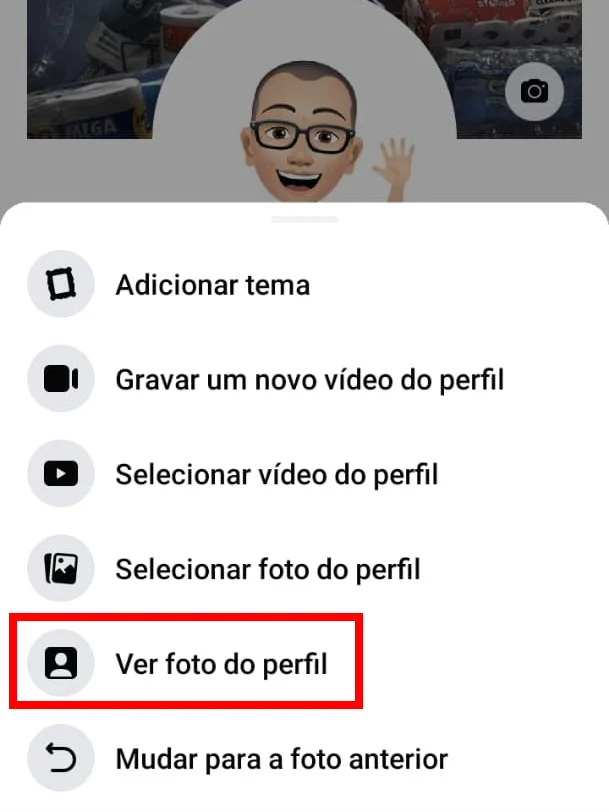 MEGA
Adicionar tema
Gravar um novo vídeo do perfil
Selecionar vídeo do perfil
Selecionar foto do perfil
Ver foto do perfil
Mudar para a foto anterior